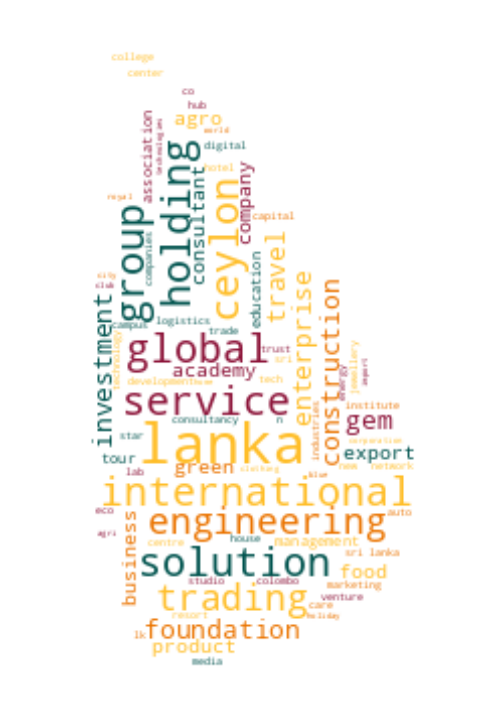 college
center
co
hub
agro
world
association
technologies
digital
holding
hotel
company
consultant
ceylon
royal
group
capital
companies
travel
education
city
club
investment
enterprise
construction
campus
logistics
trade
technology
global
trust
sri
academy
energy
jewellery
import
development
house
tech
service
industries
institute
consultancy
n
gem
star
lanka
corporation
export
tour
green
clothing
new
network
lab
blue
international
eco
auto
business
engineering
agri
centre
house
management
solution
sri lanka
food
studio
colombo
marketing
trading
venture
resort
care
holiday
lk
foundation
product
media